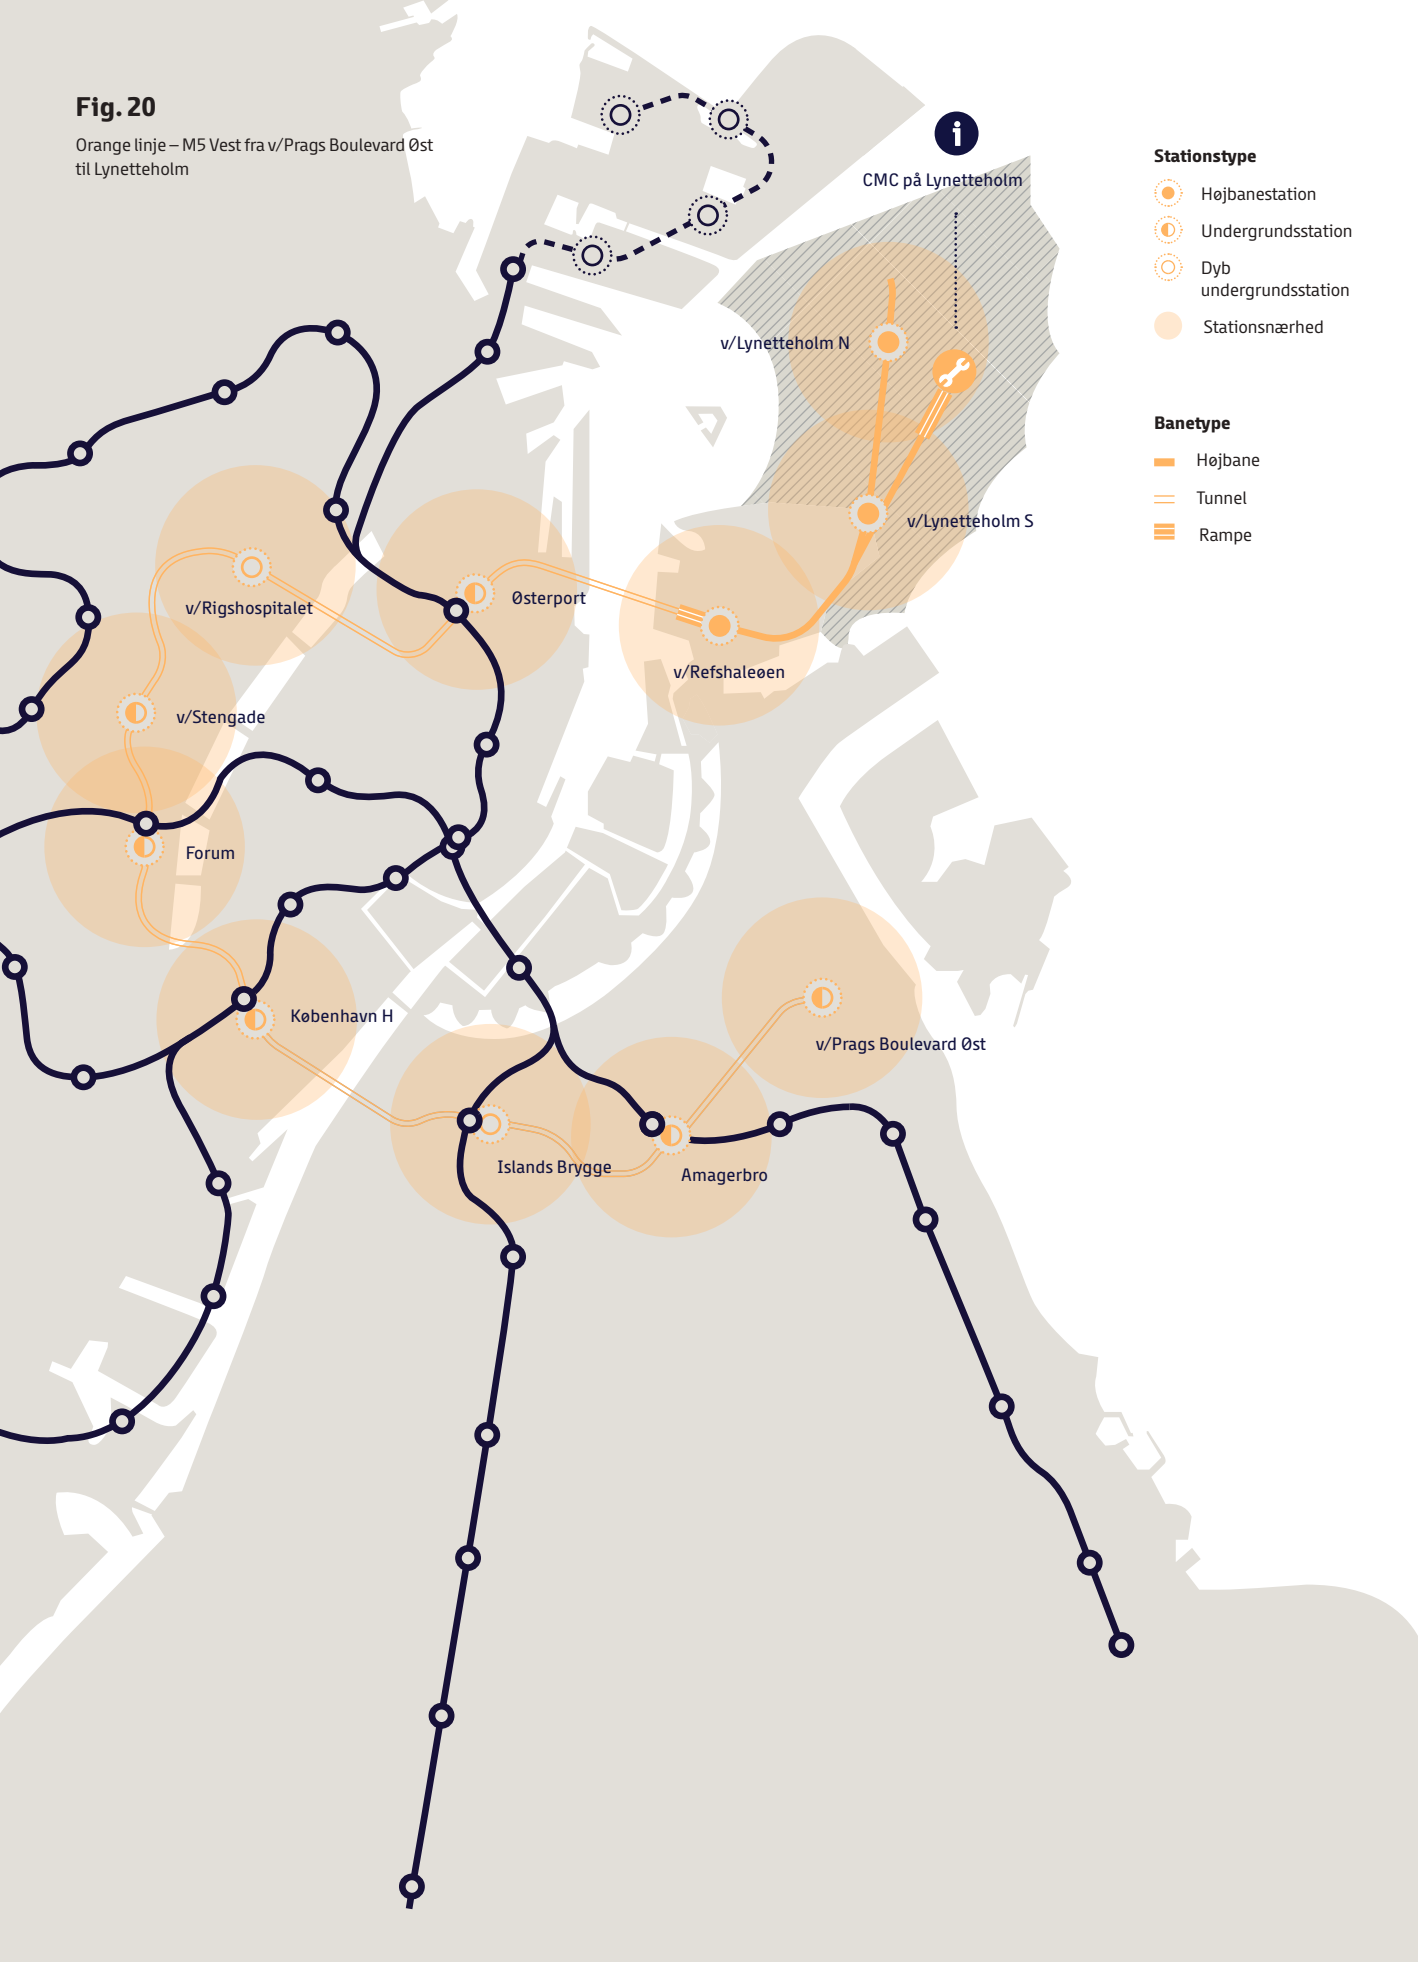 Fig. 20
Orange linje – M5 Vest fra v/Prags Boulevard Øst
til Lynetteholm
i
CMC på Lynetteholm
Stationstype
Højbanestation
Undergrundsstation
Dyb
undergrundsstation
Stationsnærhed
Banetype
Højbane
Tunnel
Rampe
v/Lynetteholm N
v/Lynetteholm S
Østerport
v/Rigshospitalet
v/Refshaleøen
v/Stengade
Forum
København H
v/Prags Boulevard Øst
Islands Brygge
Amagerbro